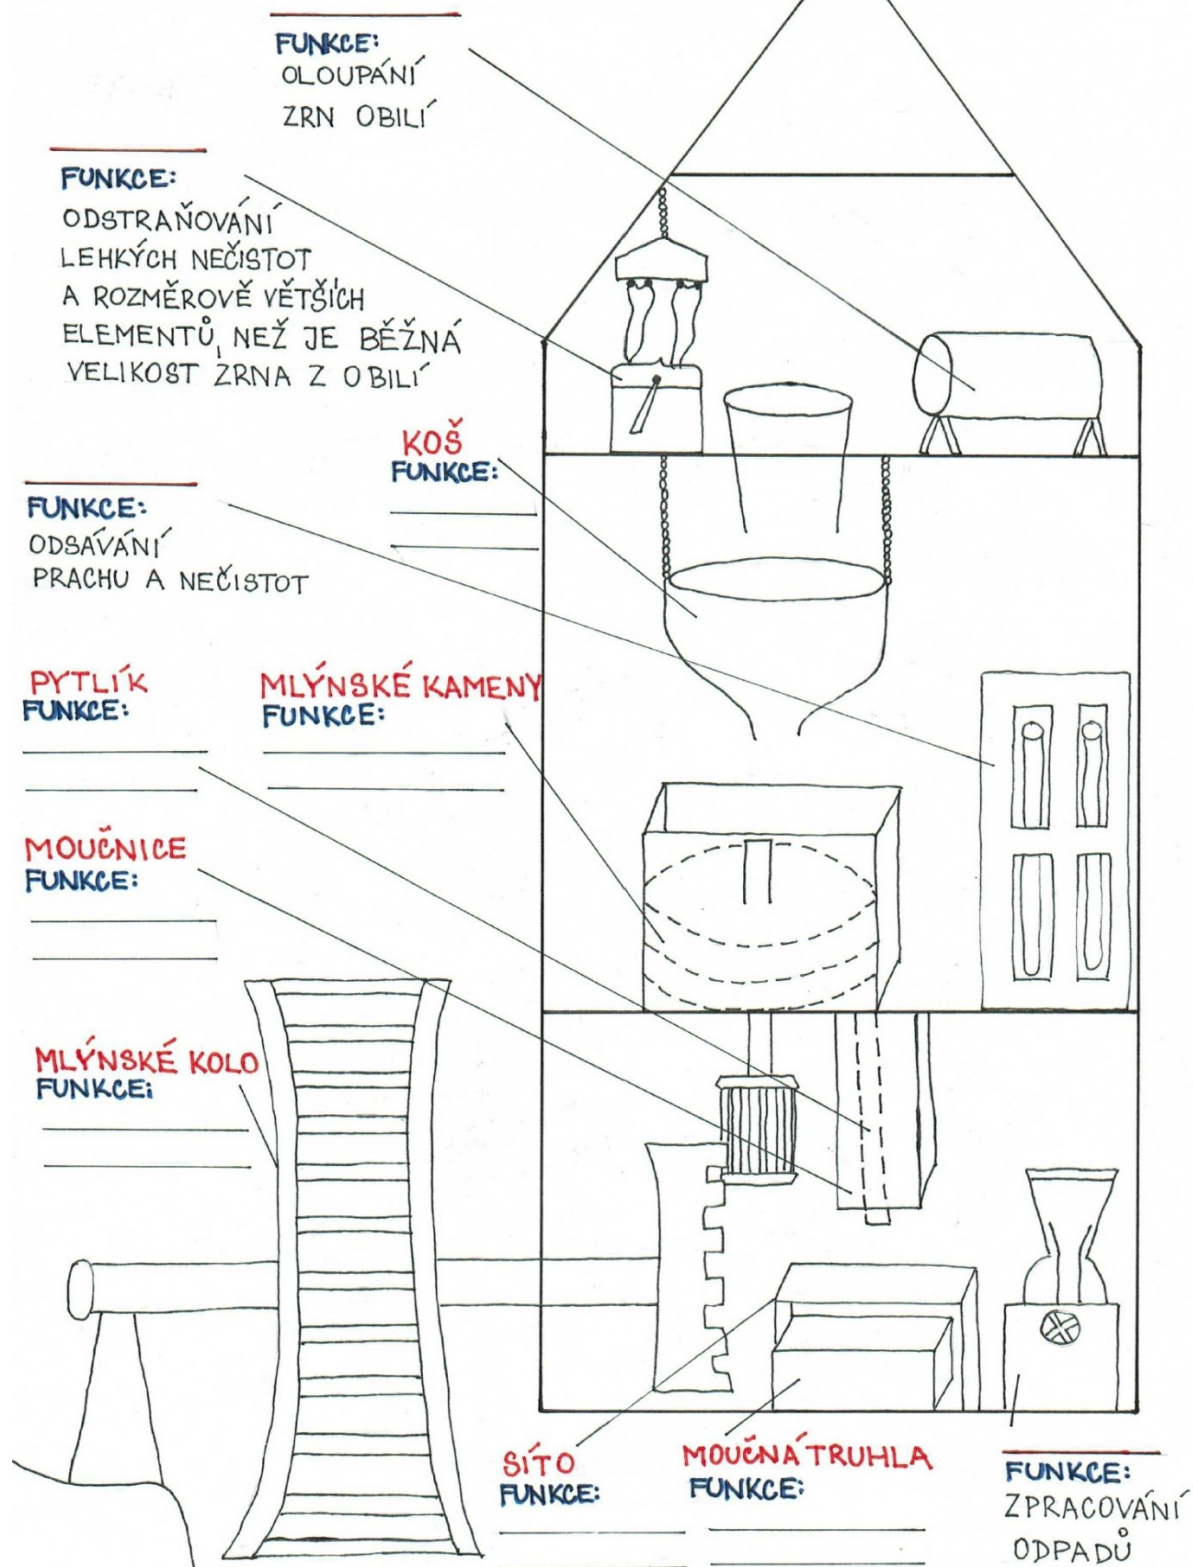 FUNKCE:
OLOUPÁNÍ
ZRN OBILÍ
FUNKCE:
ODSTRAŇOVÁNÍ
LEHKÝCH NEČISTOT
A ROZMĚROVĚ VĚTŠÍCH
ELEMENTŮ, NEŽ JE BĚŽNÁ
VELIKOST ZRNA Z OBILÍ
KOŠ
FUNKCE:
FUNKCE:
ODSÁVÁNÍ
PRACHU A NEČISTOT
PYTLÍK
FUNKCE:
MLÝNSKÉ KAMENY
FUNKCE:
MOUČNICE
FUNKCE:
MLÝNSKÉ KOLO
FUNKCE:
SÍTO
FUNKCE:
MOUČNÁ TRUHLA
FUNKCE:
FUNKCE:
ZPRACOVÁNÍ
ODPADŮ